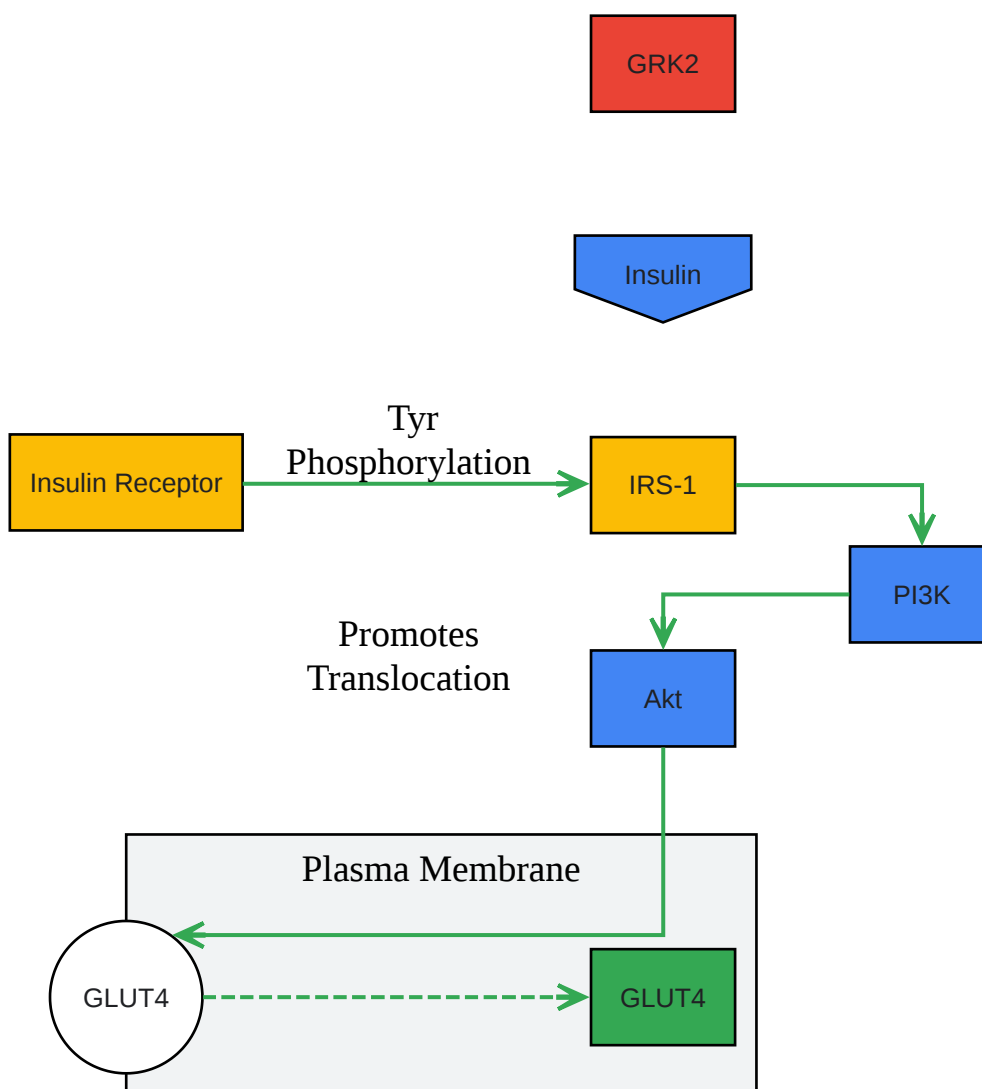 GRK2
Insulin
Tyr
Phosphorylation
Insulin Receptor
IRS-1
PI3K
Promotes
Translocation
Akt
Plasma Membrane
GLUT4
GLUT4